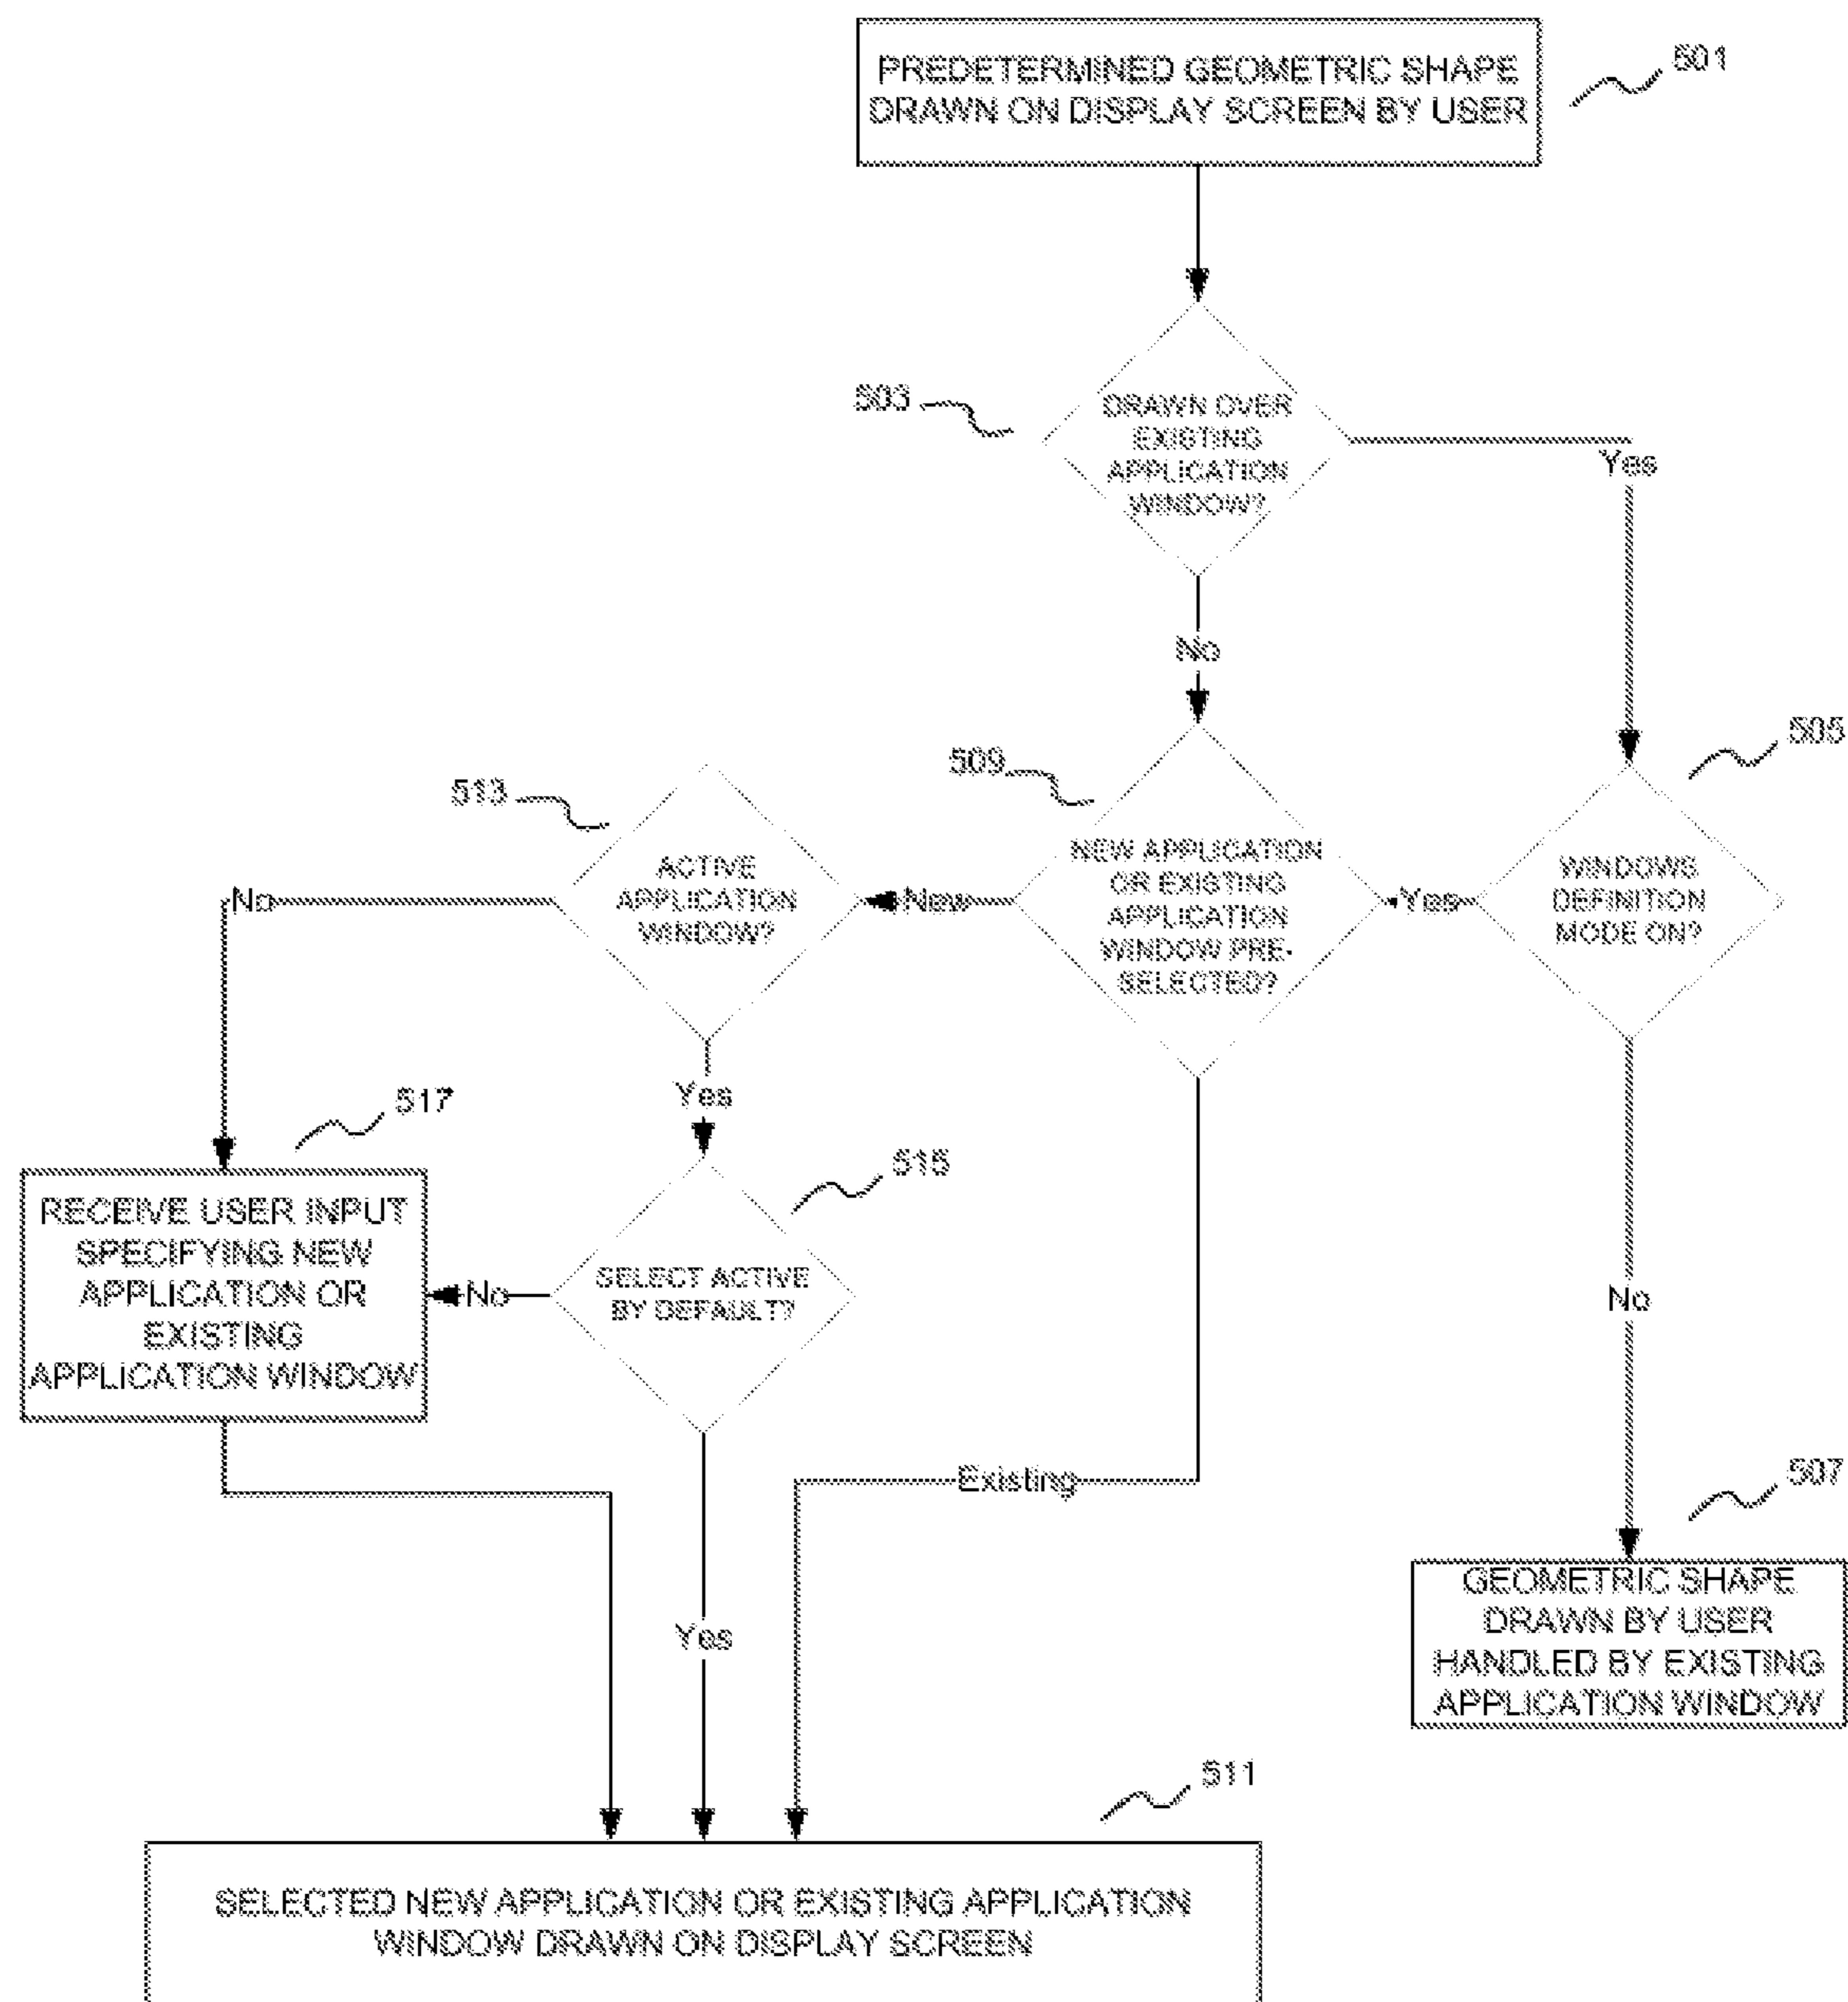 PREDETERMINED GEOMETRIC SHAPE
DRAWN ON DISPLAY SCREEN BY USER
501
503
DRAWN OVER
EXISTING
APPLICATION
WINDOW?
Yes
No
505
509
513
ACTIVE
APPLICATION
WINDOW?
NEW APPLICATION
OR EXISTING
APPLICATION
WINDOW PRE-
SELECTED?
WINDOWS
DEFINITION
MODE ON?
No
New
Yes
Yes
517
515
RECEIVE USER INPUT
SPECIFYING NEW
APPLICATION OR
EXISTING
APPLICATION WINDOW
No
SELECT ACTIVE
BY DEFAULT?
No
Existing
507
Yes
GEOMETRIC SHAPE
DRAWN BY USER
HANDLED BY EXISTING
APPLICATION WINDOW
511
SELECTED NEW APPLICATION OR EXISTING APPLICATION
WINDOW DRAWN ON DISPLAY SCREEN